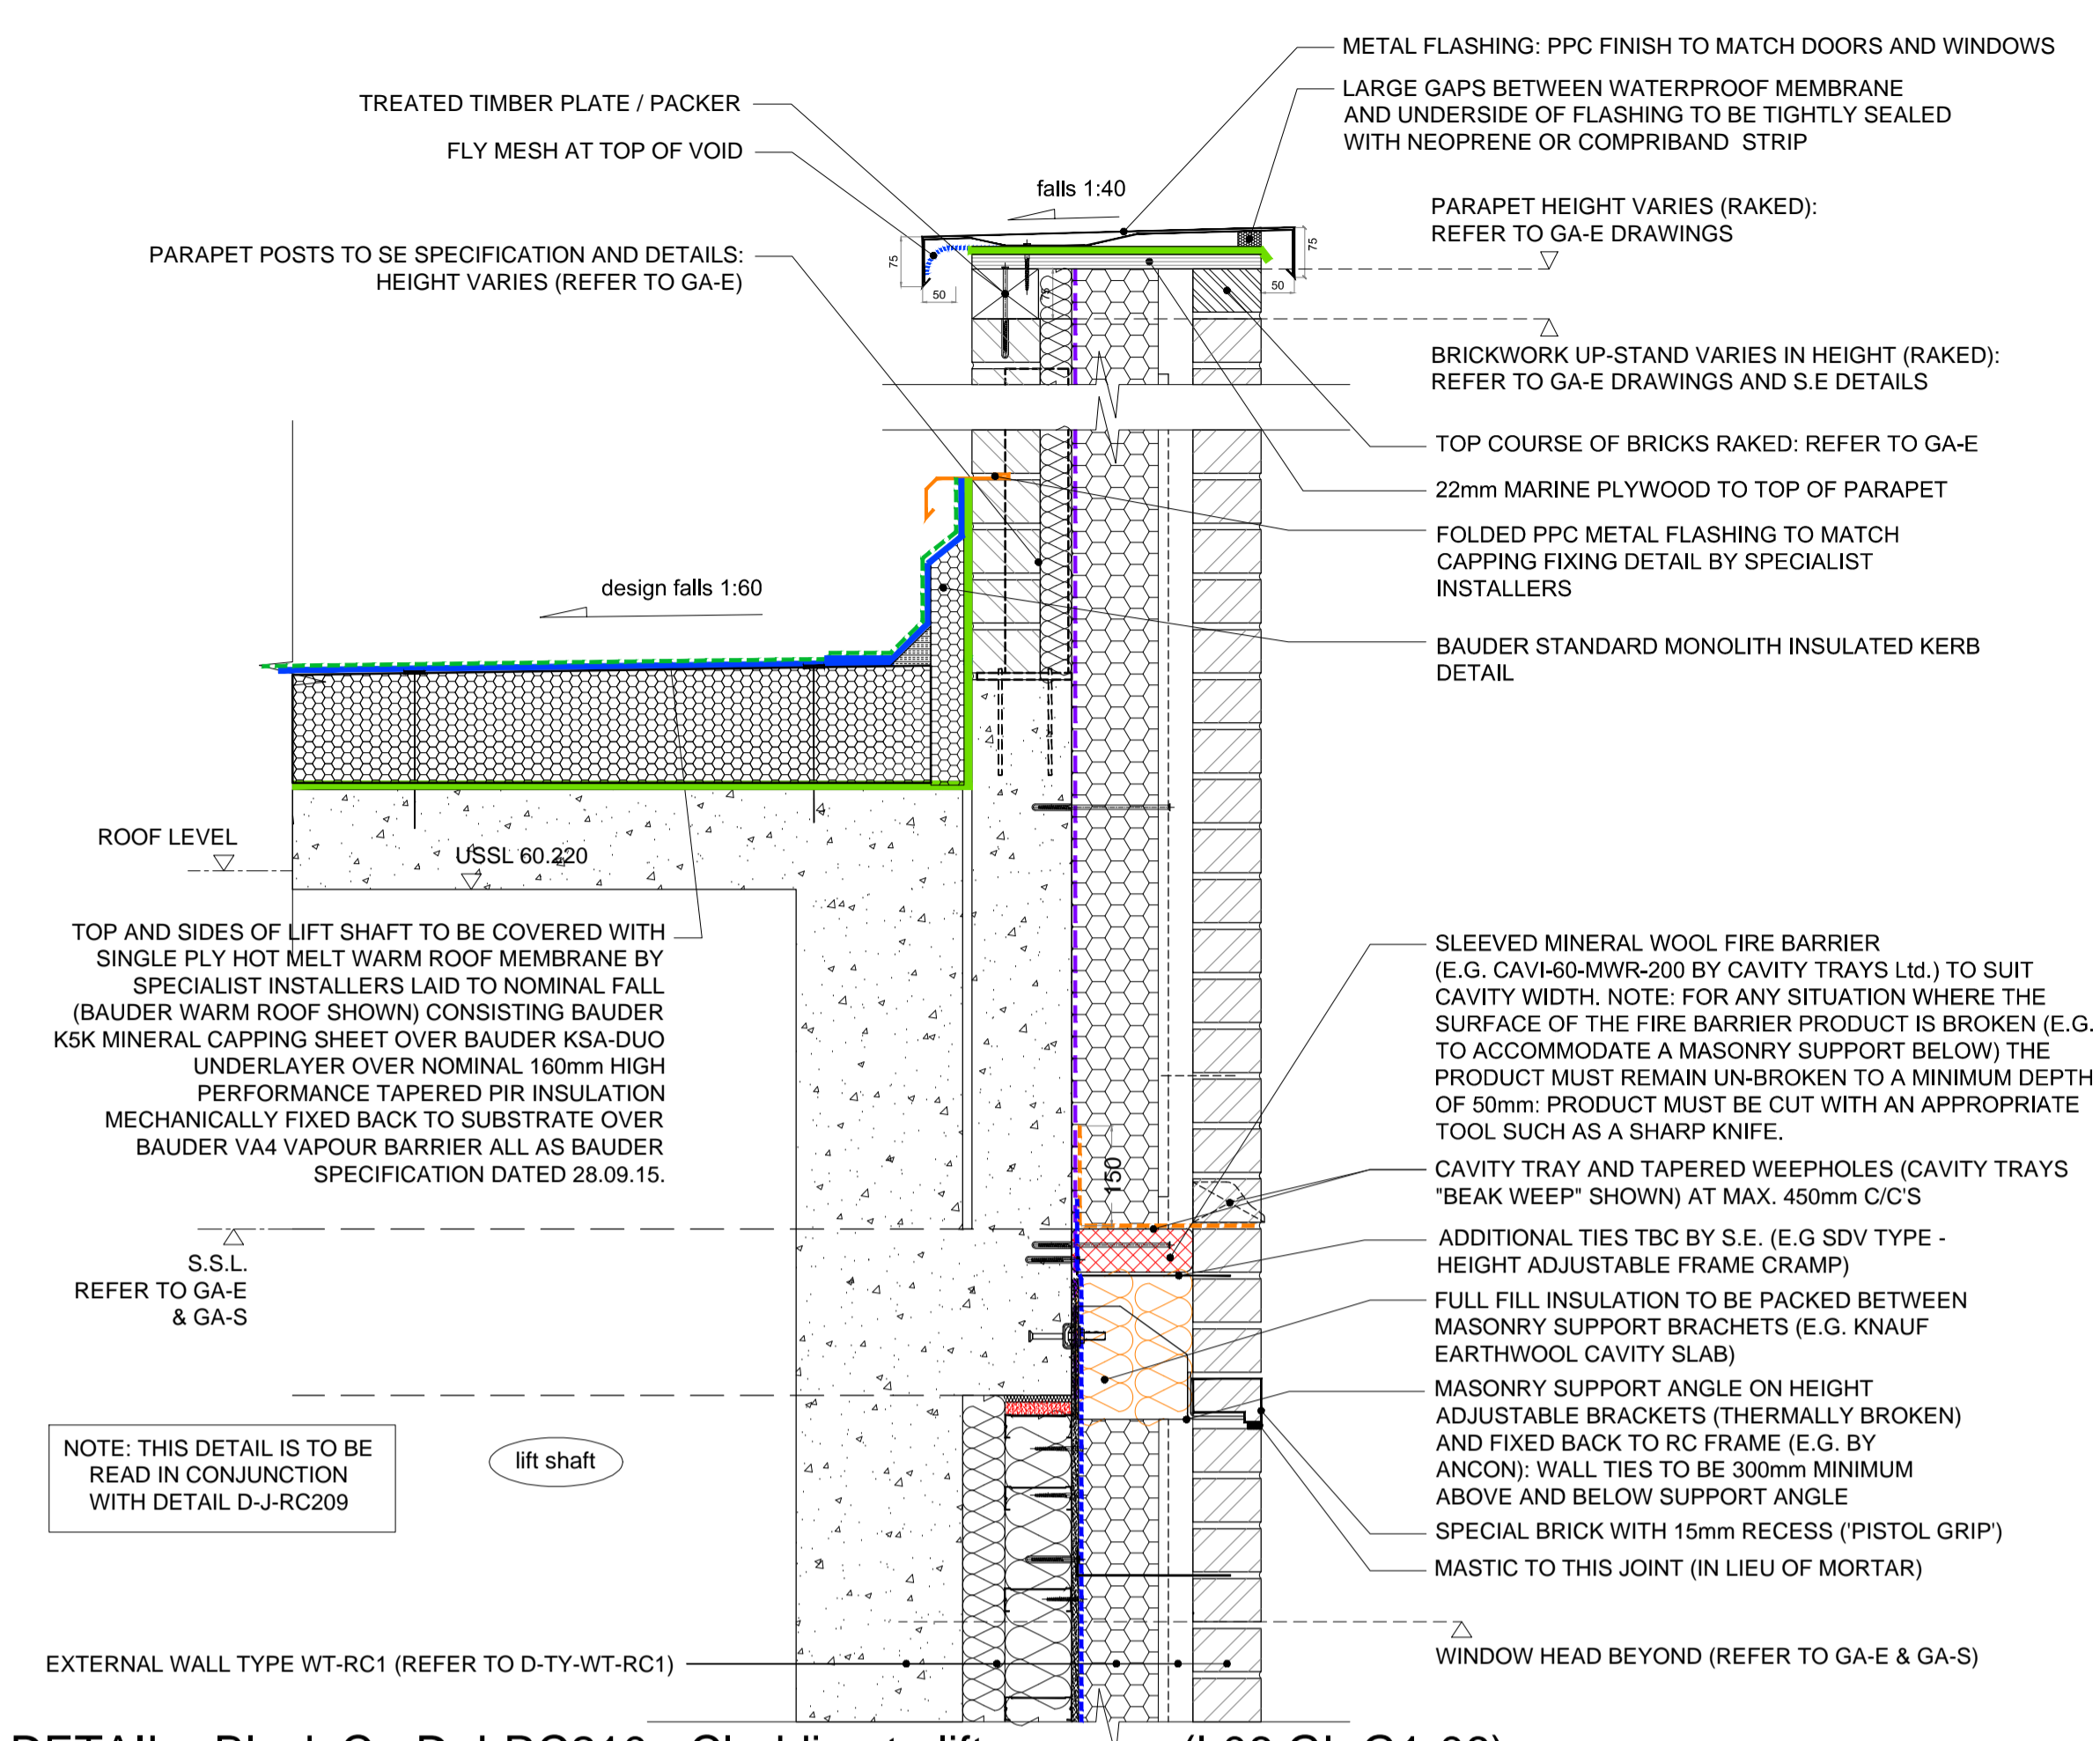 METAL FLASHING: PPC FINISH TO MATCH DOORS AND WINDOWS
LARGE GAPS BETWEEN WATERPROOF MEMBRANE
AND UNDERSIDE OF FLASHING TO BE TIGHTLY SEALED
WITH NEOPRENE OR COMPRIBAND STRIP
TREATED TIMBER PLATE / PACKER
FLY MESH AT TOP OF VOID
falls 1:40
PARAPET HEIGHT VARIES (RAKED):
REFER TO GA-E DRAWINGS
PARAPET POSTS TO SE SPECIFICATION AND DETAILS:
HEIGHT VARIES (REFER TO GA-E)
75
50
75
75
50
BRICKWORK UP-STAND VARIES IN HEIGHT (RAKED):
REFER TO GA-E DRAWINGS AND S.E DETAILS
TOP COURSE OF BRICKS RAKED: REFER TO GA-E
22mm MARINE PLYWOOD TO TOP OF PARAPET
FOLDED PPC METAL FLASHING TO MATCH
CAPPING FIXING DETAIL BY SPECIALIST
INSTALLERS
design falls 1:60
BAUDER STANDARD MONOLITH INSULATED KERB
DETAIL
ROOF LEVEL
USSL 60.220
TOP AND SIDES OF LIFT SHAFT TO BE COVERED WITH
SINGLE PLY HOT MELT WARM ROOF MEMBRANE BY
SPECIALIST INSTALLERS LAID TO NOMINAL FALL
(BAUDER WARM ROOF SHOWN) CONSISTING BAUDER
K5K MINERAL CAPPING SHEET OVER BAUDER KSA-DUO
UNDERLAYER OVER NOMINAL 160mm HIGH
PERFORMANCE TAPERED PIR INSULATION
MECHANICALLY FIXED BACK TO SUBSTRATE OVER
BAUDER VA4 VAPOUR BARRIER ALL AS BAUDER
SPECIFICATION DATED 28.09.15.
SLEEVED MINERAL WOOL FIRE BARRIER
(E.G. CAVI-60-MWR-200 BY CAVITY TRAYS Ltd.) TO SUIT
CAVITY WIDTH. NOTE: FOR ANY SITUATION WHERE THE
SURFACE OF THE FIRE BARRIER PRODUCT IS BROKEN (E.G.
TO ACCOMMODATE A MASONRY SUPPORT BELOW) THE
PRODUCT MUST REMAIN UN-BROKEN TO A MINIMUM DEPTH
OF 50mm: PRODUCT MUST BE CUT WITH AN APPROPRIATE
TOOL SUCH AS A SHARP KNIFE.
150
CAVITY TRAY AND TAPERED WEEPHOLES (CAVITY TRAYS
"BEAK WEEP" SHOWN) AT MAX. 450mm C/C'S
S.S.L.
REFER TO GA-E
& GA-S
ADDITIONAL TIES TBC BY S.E. (E.G SDV TYPE -
HEIGHT ADJUSTABLE FRAME CRAMP)
FULL FILL INSULATION TO BE PACKED BETWEEN
MASONRY SUPPORT BRACHETS (E.G. KNAUF
EARTHWOOL CAVITY SLAB)
MASONRY SUPPORT ANGLE ON HEIGHT
ADJUSTABLE BRACKETS (THERMALLY BROKEN)
AND FIXED BACK TO RC FRAME (E.G. BY
ANCON): WALL TIES TO BE 300mm MINIMUM
ABOVE AND BELOW SUPPORT ANGLE
NOTE: THIS DETAIL IS TO BE
READ IN CONJUNCTION
WITH DETAIL D-J-RC209
lift shaft
SPECIAL BRICK WITH 15mm RECESS ('PISTOL GRIP')
MASTIC TO THIS JOINT (IN LIEU OF MORTAR)
WINDOW HEAD BEYOND (REFER TO GA-E & GA-S)
EXTERNAL WALL TYPE WT-RC1 (REFER TO D-TY-WT-RC1)